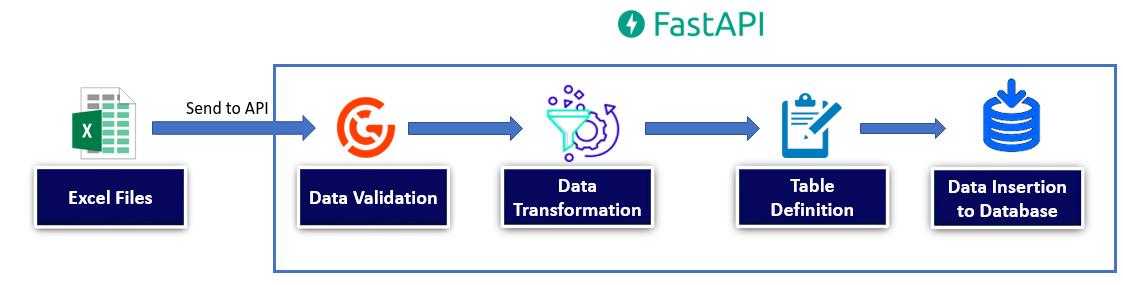 FastAPI
Send to API
X
Excel Files
Data Validation
Data
Transformation
Table
Definition
Data Insertion
to Database